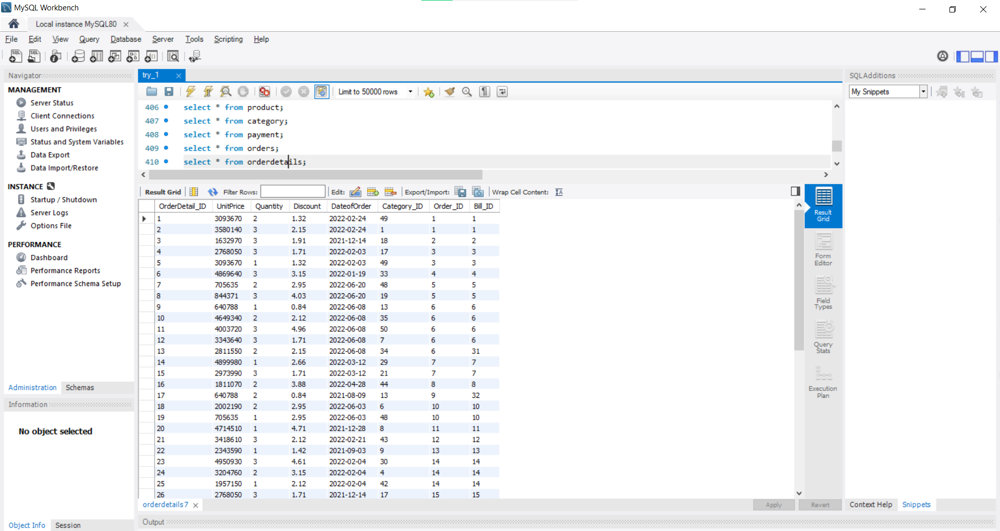 MySQL Workbench
Local instance MySQL80
File Edit View Query Database Server Tools Scripting Help
Navigator
MANAGEMENT
Server Status
Client Connections
Users and Privileges
Status and System Variables
Data Export
Data Import/Restore
INSTANCE
Startup / Shutdown
Server Logs
Options File
PERFORMANCE
Dashboard
Performance Reports
Performance Schema Setup
Administration Schemas
Information
No object selected
Object Info Session
try_1
Limit to 50000 rows
406 select * from product;
407 select * from category;
408 select * from payment;
409 select * from orders;
410 select * from orderdetails;
Result Grid Filter Rows: Edit: Export/Import: Wrap Cell Content:
OrderDetail_ID UnitPrice Quantity Discount DateofOrder Category_ID Order_ID Bill_ID
1 3093670 2 1.32 2022-02-24 49 1 1
2 3580140 3 2.15 2022-02-24 1 1 1
3 1632970 3 1.91 2021-12-14 18 2 2
4 2768050 3 1.71 2022-02-03 17 3 3
5 3093670 1 1.32 2022-02-03 49 3 3
6 4869640 3 3.15 2022-01-19 33 4 4
7 705635 2 2.95 2022-06-20 48 5 5
8 844371 3 4.03 2022-06-20 19 5 5
9 640788 1 0.84 2022-06-08 13 6 6
10 4649340 2 2.12 2022-06-08 35 6 6
11 4003720 3 4.96 2022-06-08 50 6 6
12 3343640 3 1.71 2022-06-08 7 6 6
13 2811550 2 2.15 2022-06-08 34 6 31
14 4899980 1 2.66 2022-03-12 29 7 7
15 2973990 3 1.71 2022-03-12 21 7 7
16 1811070 2 3.88 2022-04-28 44 8 8
17 640788 2 0.84 2021-08-09 13 9 32
18 2002190 2 2.95 2022-06-03 6 10 10
19 705635 1 2.95 2022-06-03 48 10 10
20 4714510 1 4.71 2021-12-28 8 11 11
21 3418610 3 2.12 2022-02-21 43 12 12
22 2343590 1 1.42 2021-09-03 9 13 13
23 4950930 3 4.61 2022-02-04 30 14 14
24 3204760 2 3.15 2022-02-04 4 14 14
25 1957150 1 2.12 2022-02-04 42 14 14
26 2768050 3 1.71 2021-12-14 17 15 15
orderdetails 7
Apply Revert
Output
Result
Grid
Form
Editor
Field
Types
Query
Stats
Execution
Plan
SQLAdditions
My Snippets
Context Help Snippets